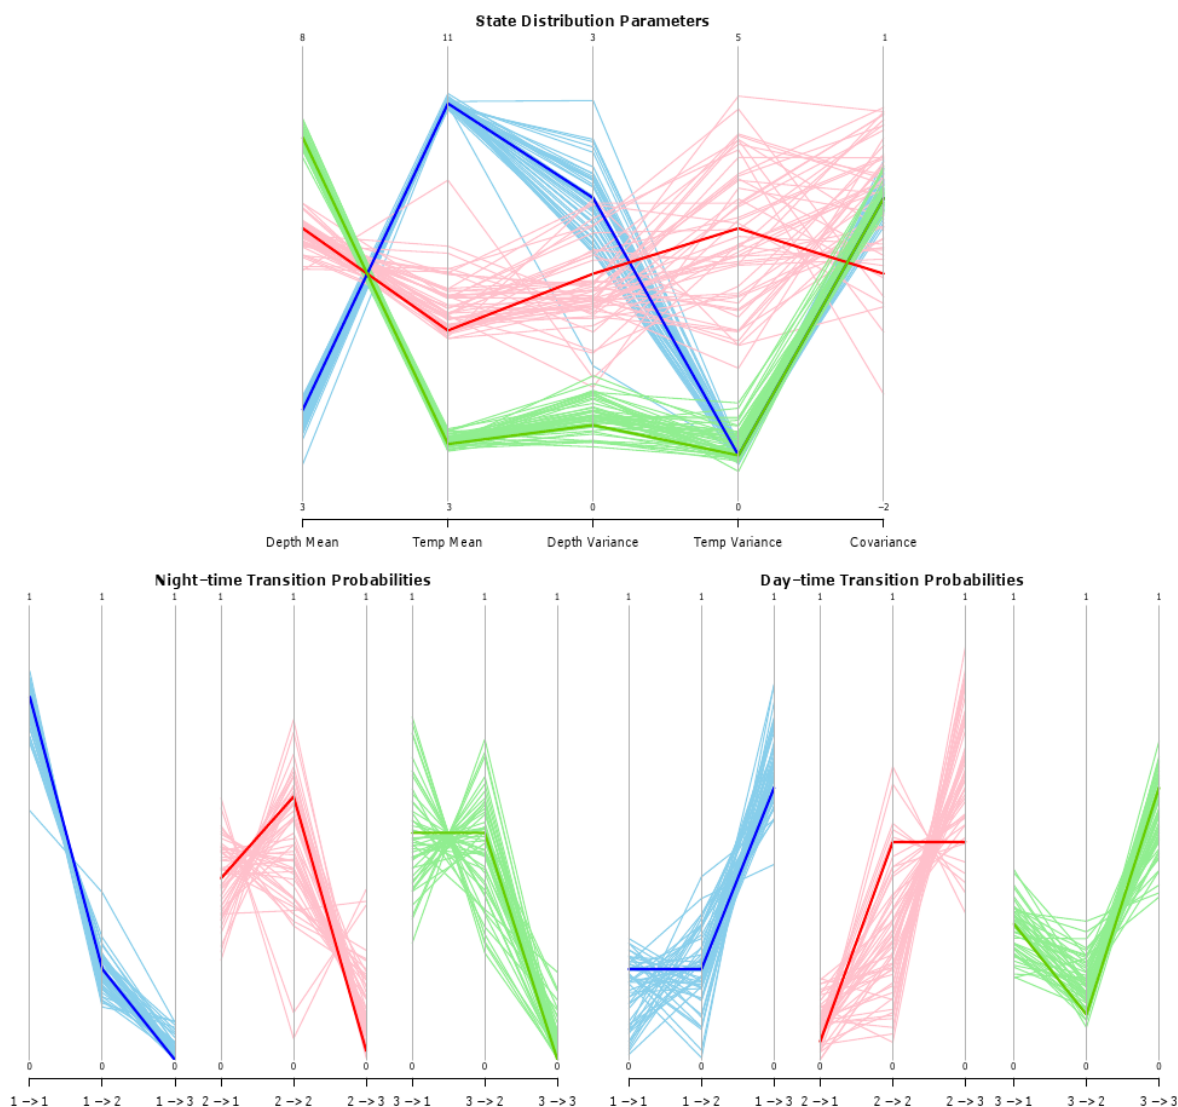 State Distribution Parameters
8 11 3 5 1
3 3 0 0 −2
Depth Mean Temp Mean Depth Variance Temp Variance Covariance
Night−time Transition Probabilities
1 1 1 1 1 1 1 1 1
0 0 0 0 0 0 0 0 0
1 −>1 1 −>2 1 −>3 2 −>1 2 −>2 2 −>3 3 −>1 3 −>2 3 −>3
Day−time Transition Probabilities
1 1 1 1 1 1 1 1 1
0 0 0 0 0 0 0 0 0
1 −>1 1 −>2 1 −>3 2 −>1 2 −>2 2 −>3 3 −>1 3 −>2 3 −>3